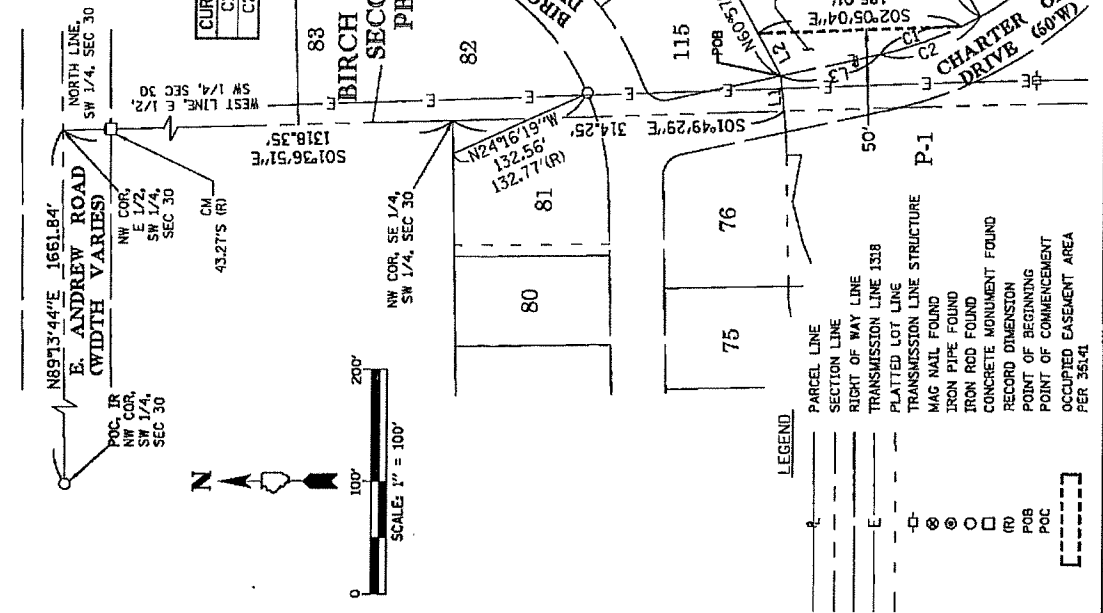 N89°13'44"E 1661.84'
E. ANDREW ROAD
(WIDTH VARIES)
POC, IR
NW COR,
SW 1/4,
SEC 30
NORTH LINE,
SW 1/4, SEC 30
NW COR,
E 1/2,
SW 1/4,
SEC 30
CM
43.27'S (R)
WEST LINE, E 1/2,
SW 1/4, SEC 30
S01°36'51"E
1318.35'
83
BIRCH
SECO
82
NW COR, SE 1/4,
SW 1/4, SEC 30
N24°16'19"W
132.56'
132.77'(R)
81
80
314.25'
S01°49'29"E
115
POB
N60°57
L2
L1
L3
S02°05'04"E
C1
C2
CHARTER O
DRIVE (60'W)
50'
P-1
76
75
N
0 100' 200'
SCALE: 1" = 100'
LEGEND
PARCEL LINE
SECTION LINE
RIGHT OF WAY LINE
E TRANSMISSION LINE 1318
PLATTED LOT LINE
TRANSMISSION LINE STRUCTURE
MAG NAIL FOUND
IRON PIPE FOUND
IRON ROD FOUND
CONCRETE MONUMENT FOUND
(R) RECORD DIMENSION
POB POINT OF BEGINNING
POC POINT OF COMMENCEMENT
OCCUPIED EASEMENT AREA
PER 35141